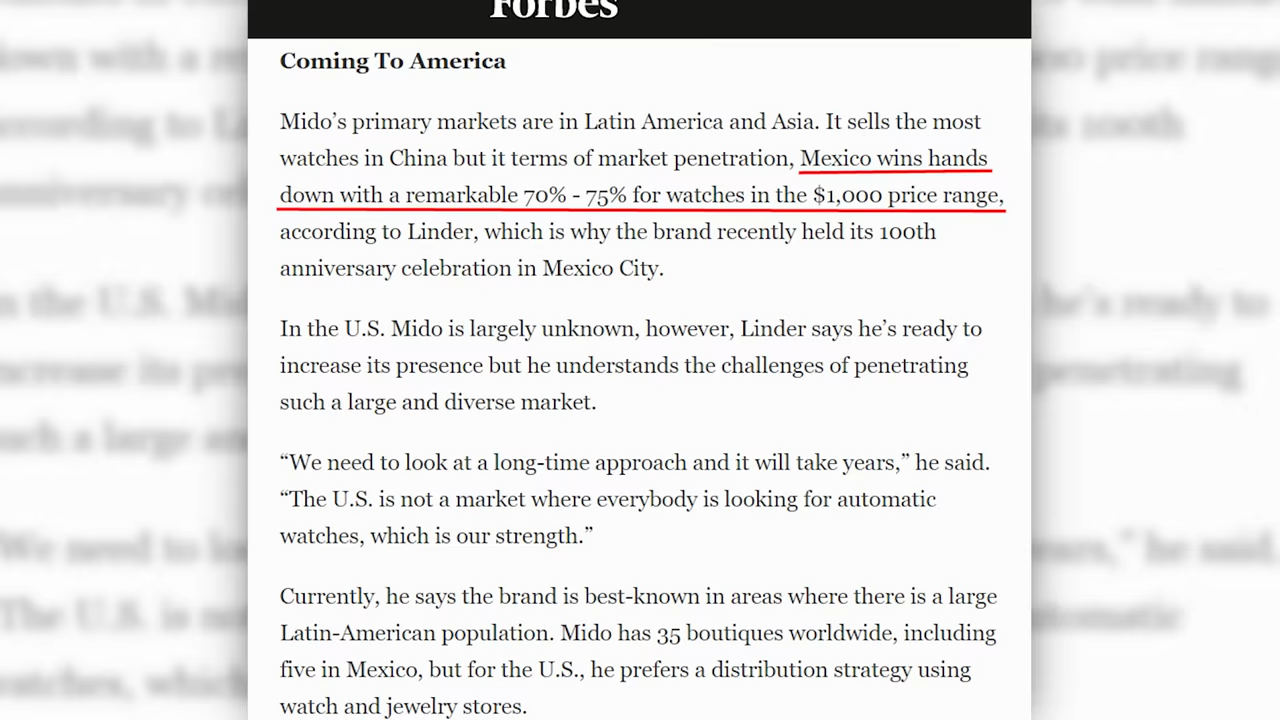 Forbes
Coming To America
Mido’s primary markets are in Latin America and Asia. It sells the most
watches in China but it terms of market penetration, Mexico wins hands
down with a remarkable 70% - 75% for watches in the $1,000 price range,
according to Linder, which is why the brand recently held its 100th
anniversary celebration in Mexico City.
In the U.S. Mido is largely unknown, however, Linder says he’s ready to
increase its presence but he understands the challenges of penetrating
such a large and diverse market.
“We need to look at a long-time approach and it will take years,” he said.
“The U.S. is not a market where everybody is looking for automatic
watches, which is our strength.”
Currently, he says the brand is best-known in areas where there is a large
Latin-American population. Mido has 35 boutiques worldwide, including
five in Mexico, but for the U.S., he prefers a distribution strategy using
watch and jewelry stores.